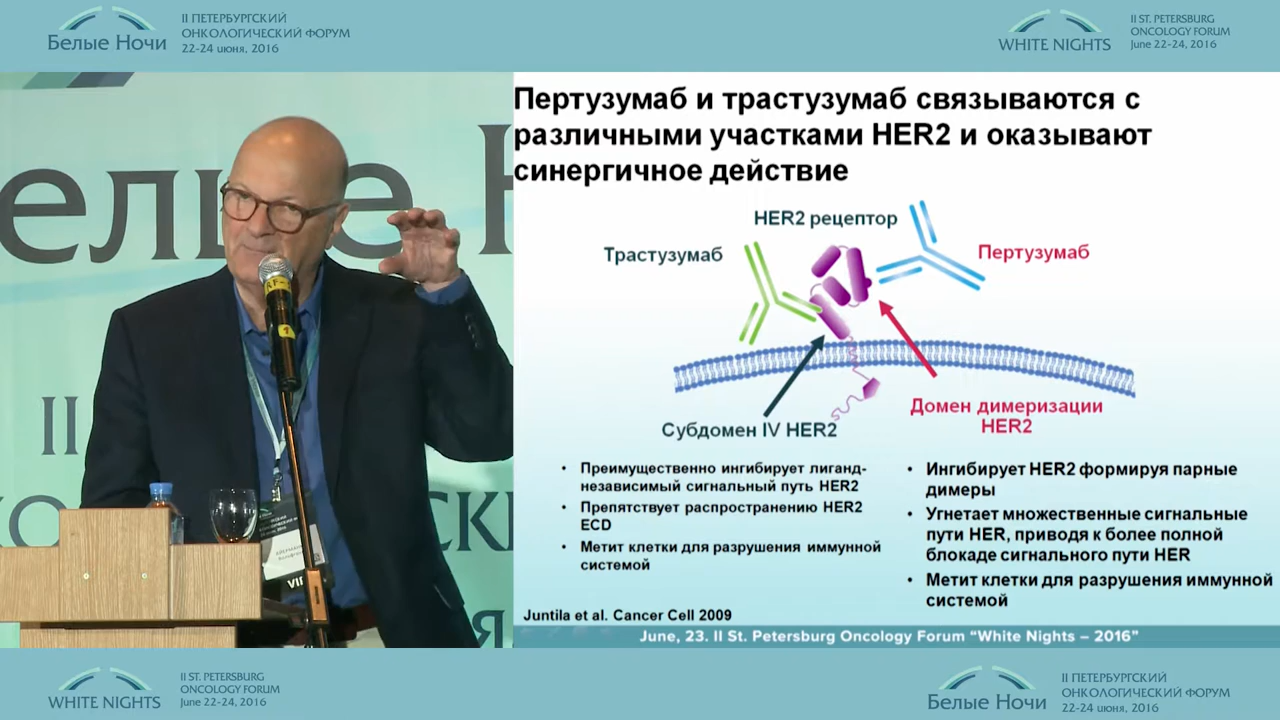 Белые Ночи
II ПЕТЕРБУРГСКИЙ
ОНКОЛОГИЧЕСКИЙ ФОРУМ
22-24 июня, 2016
WHITE NIGHTS
II ST. PETERSBURG
ONCOLOGY FORUM
June 22-24, 2016
II
VIP
Пертузумаб и трастузумаб связываются с
различными участками HER2 и оказывают
синергичное действие
HER2 рецептор
Трастузумаб
Пертузумаб
Домен димеризации
HER2
Субдомен IV HER2
• Преимущественно ингибирует лиганд-
независимый сигнальный путь HER2
• Препятствует распространению HER2
ECD
• Метит клетки для разрушения иммунной
системой
• Ингибирует HER2 формируя парные
димеры
• Угнетает множественные сигнальные
пути HER, приводя к более полной
блокаде сигнального пути HER
• Метит клетки для разрушения иммунной
системой
Juntila et al. Cancer Cell 2009
June, 23. II St. Petersburg Oncology Forum “White Nights – 2016”
WHITE NIGHTS
II ST. PETERSBURG
ONCOLOGY FORUM
June 22-24, 2016
Белые Ночи
II ПЕТЕРБУРГСКИЙ
ОНКОЛОГИЧЕСКИЙ ФОРУМ
22-24 июня, 2016